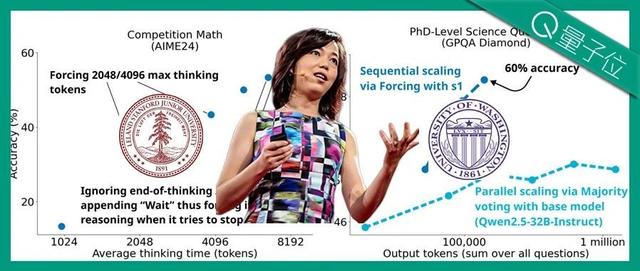 量子位
Competition Math
(AIME24)
PhD-Level Science Qu
(GPQA Diamond)
60
40
20
Accuracy (%)
Forcing 2048/4096 max thinking
tokens
Ignoring end-of-thinking
appending “Wait” thus forcing i
reasoning when it tries to stop
1024
2048
4096
8192
Average thinking time (tokens)
LELAND STANFORD JUNIOR UNIVERSITY
1891
Sequential scaling
via Forcing with s1
60% accuracy
UNIVERSITY OF WASHINGTON
LVX SIT
1861
Parallel scaling via Majority
voting with base model
(Qwen2.5-32B-Instruct)
8
46
100,000
1 million
Output tokens (sum over all questions)